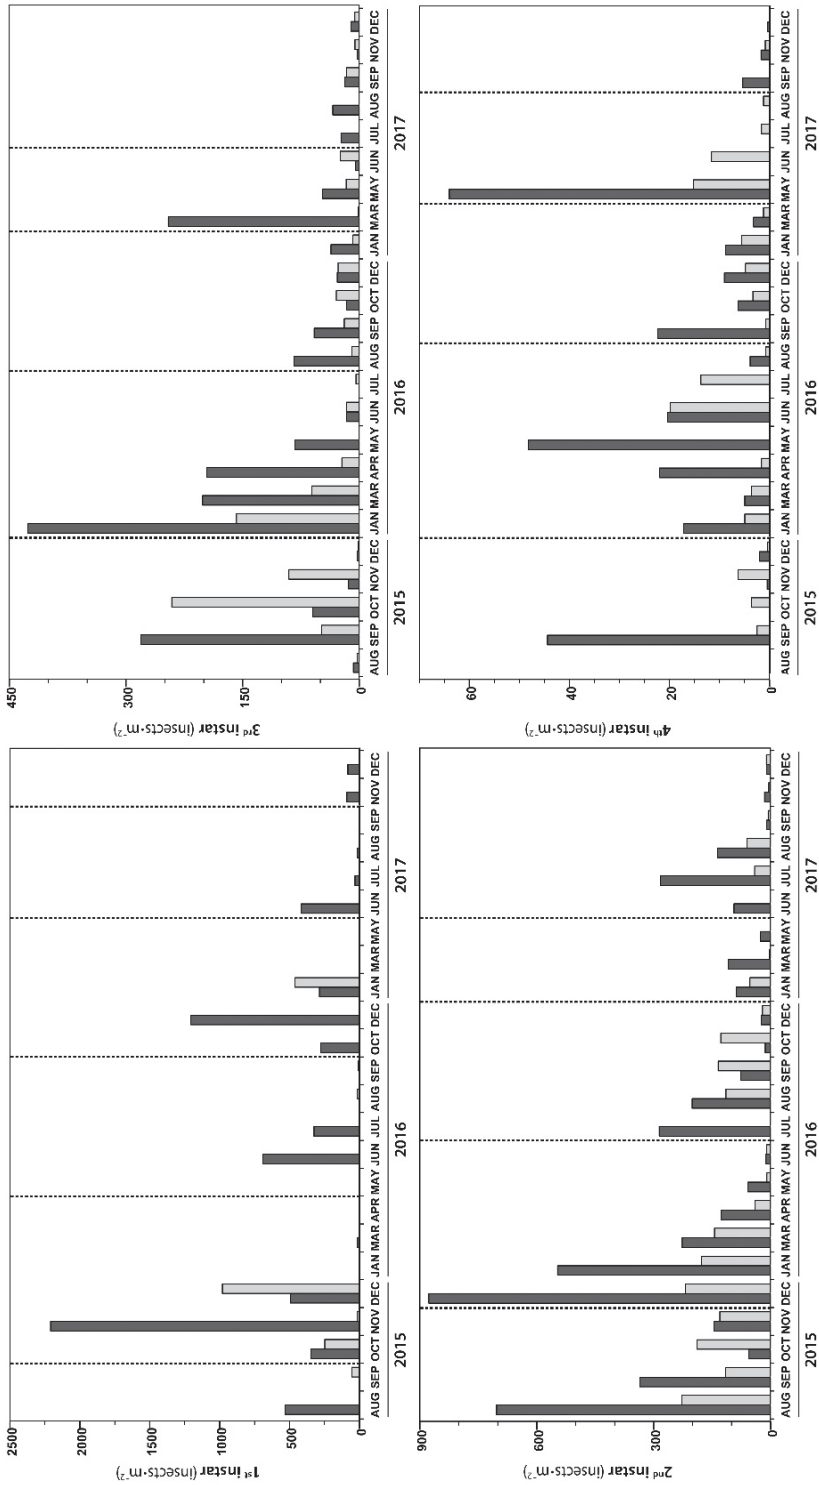 1st instar (insects·m⁻²)
2500
2000
1500
1000
500
0
AUG SEP OCT NOV DEC JAN MAR APR MAY JUN JUL AUG SEP OCT DEC JAN MAR MAY JUN JUL AUG SEP NOV DEC
2015 2016 2017
3rd instar (insects·m⁻²)
450
300
150
0
AUG SEP OCT NOV DEC JAN MAR APR MAY JUN JUL AUG SEP OCT DEC JAN MAR MAY JUN JUL AUG SEP NOV DEC
2015 2016 2017
2nd instar (insects·m⁻²)
900
600
300
0
AUG SEP OCT NOV DEC JAN MAR APR MAY JUN JUL AUG SEP OCT DEC JAN MAR MAY JUN JUL AUG SEP NOV DEC
2015 2016 2017
4th instar (insects·m⁻²)
60
40
20
0
AUG SEP OCT NOV DEC JAN MAR APR MAY JUN JUL AUG SEP OCT DEC JAN MAR MAY JUN JUL AUG SEP NOV DEC
2015 2016 2017